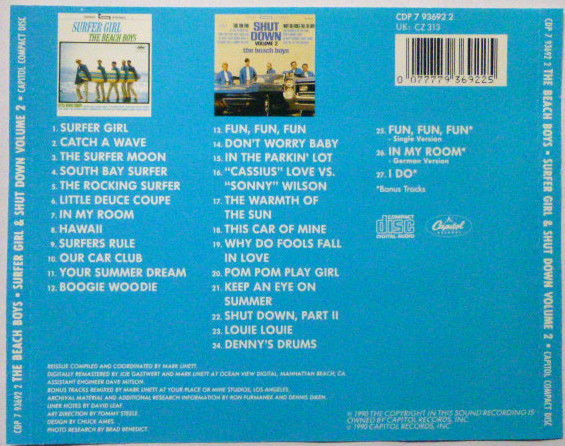 SURFER GIRL
THE BEACH BOYS
SHUT
DOWN
VOLUME 2
the beach boys
CDP 7 93692 2
UK: CZ 315
0 077779 369225
1. SURFER GIRL
2. CATCH A WAVE
3. THE SURFER MOON
4. SOUTH BAY SURFER
5. THE ROCKING SURFER
6. LITTLE DEUCE COUPE
7. IN MY ROOM
8. HAWAII
9. SURFERS RULE
10. OUR CAR CLUB
11. YOUR SUMMER DREAM
12. BOOGIE WOODIE
13. FUN, FUN, FUN
14. DON'T WORRY BABY
15. IN THE PARKIN' LOT
16. "CASSIUS" LOVE VS.
"SONNY" WILSON
17. THE WARMTH OF
THE SUN
18. THIS CAR OF MINE
19. WHY DO FOOLS FALL
IN LOVE
20. POM POM PLAY GIRL
21. KEEP AN EYE ON
SUMMER
22. SHUT DOWN, PART II
23. LOUIE LOUIE
24. DENNY'S DRUMS
25. FUN, FUN, FUN*
- Single Version
26. IN MY ROOM*
- German Version
27. I DO*
*Bonus Tracks
COMPACT
disc
DIGITAL AUDIO
Capitol
REISSUE COMPILED AND COORDINATED BY MARK LINETT.
DIGITALLY REMASTERED BY JOE GASTWERT AND MARK LINETT AT OCEAN VIEW DIGITAL, MANHATTAN BEACH, CA
ASSISTANT ENGINEER DAVE MITSON.
BONUS TRACKS REMIXED BY MARK LINETT AT YOUR PLACE OR MINE STUDIOS, LOS ANGELES.
ARCHIVAL MATERIAL AND ADDITIONAL RESEARCH INFORMATION BY RON FURMANEK AND DENNIS DIKEN.
LINER NOTES BY DAVID LEAF.
ART DIRECTION BY TOMMY STEELE.
DESIGN BY CHUCK AMES.
PHOTO RESEARCH BY BRAD BENEDICT.
℗ 1990 THE COPYRIGHT IN THIS SOUND RECORDING IS
OWNED BY CAPITOL RECORDS, INC.
© 1990 CAPITOL RECORDS, INC.
CDP 7 93692 2 THE BEACH BOYS • SURFER GIRL & SHUT DOWN VOLUME 2 • CAPITOL COMPACT DISC
CDP 7 93692 2 THE BEACH BOYS • SURFER GIRL & SHUT DOWN VOLUME 2 • CAPITOL COMPACT DISC